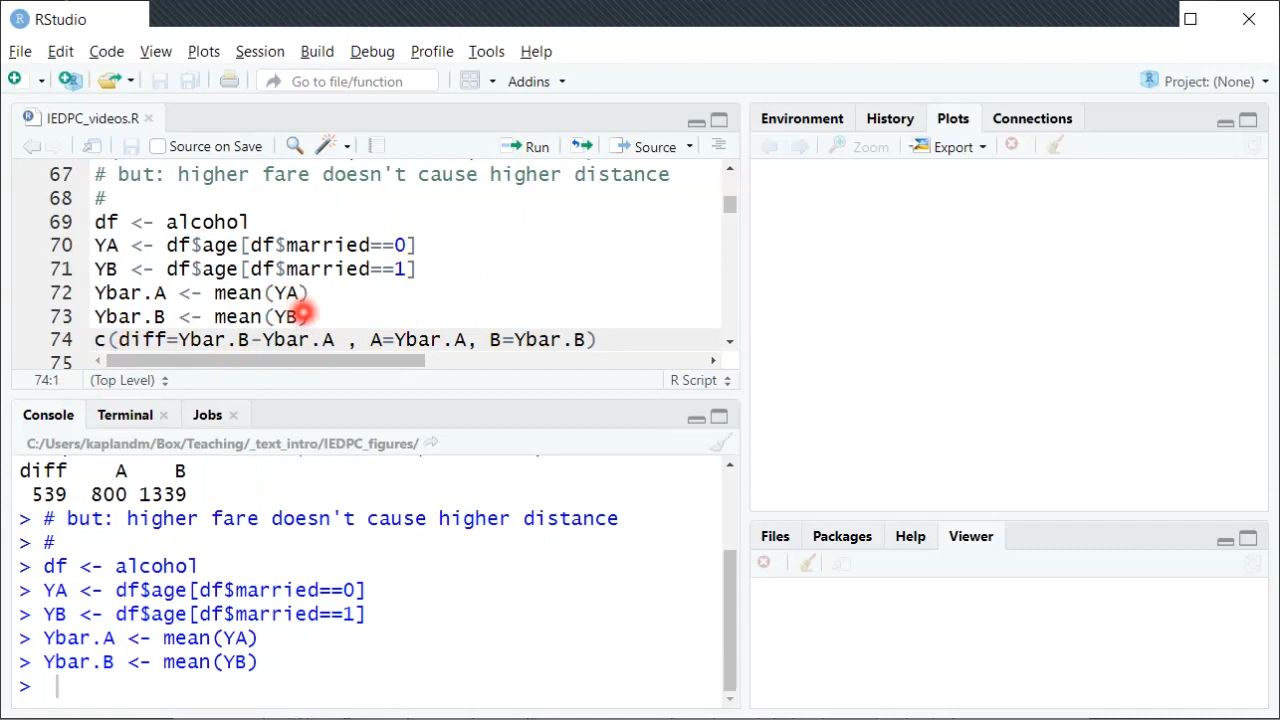 RStudio
File Edit Code View Plots Session Build Debug Profile Tools Help
Go to file/function Addins Project: (None)
IEDPC_videos.R
Source on Save Run Source
67 # but: higher fare doesn't cause higher distance
68 #
69 df <- alcohol
70 YA <- df$age[df$married==0]
71 YB <- df$age[df$married==1]
72 Ybar.A <- mean(YA)
73 Ybar.B <- mean(YB)
74 c(diff=Ybar.B-Ybar.A , A=Ybar.A, B=Ybar.B)
75
74:1 (Top Level) R Script
Console Terminal Jobs
C:/Users/kaplandm/Box/Teaching/_text_intro/IEDPC_figures/
diff A B
539 800 1339
> # but: higher fare doesn't cause higher distance
> #
> df <- alcohol
> YA <- df$age[df$married==0]
> YB <- df$age[df$married==1]
> Ybar.A <- mean(YA)
> Ybar.B <- mean(YB)
>
Environment History Plots Connections
Zoom Export
Files Packages Help Viewer